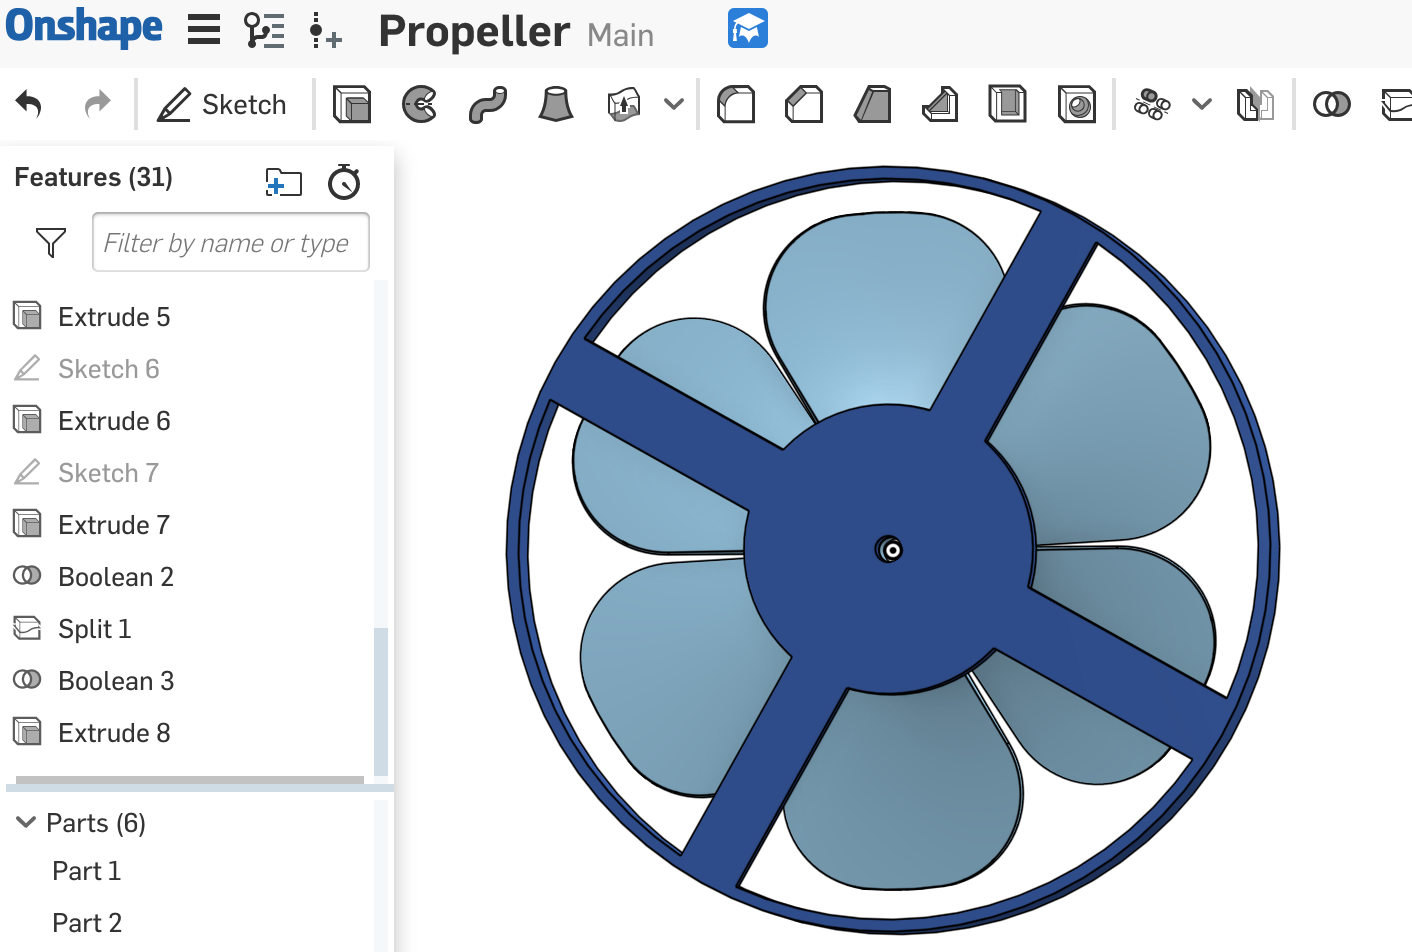 Onshape Propeller Main
Sketch
Features (31)
Filter by name or type
Extrude 5
Sketch 6
Extrude 6
Sketch 7
Extrude 7
Boolean 2
Split 1
Boolean 3
Extrude 8
Parts (6)
Part 1
Part 2